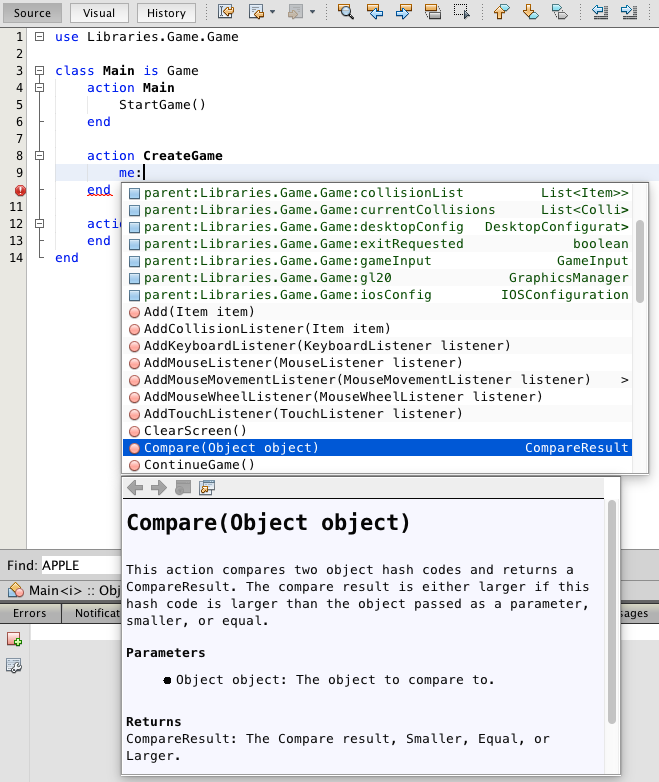 Source Visual History
1 use Libraries.Game.Game
2
3 class Main is Game
4 action Main
5 StartGame()
6 end
7
8 action CreateGame
9 me:
end
11
12 acti
13 end
14 end
parent:Libraries.Game.Game:collisionList List<Item>>
parent:Libraries.Game.Game:currentCollisions List<Colli>
parent:Libraries.Game.Game:desktopConfig DesktopConfigurat>
parent:Libraries.Game.Game:exitRequested boolean
parent:Libraries.Game.Game:gameInput GameInput
parent:Libraries.Game.Game:gl20 GraphicsManager
parent:Libraries.Game.Game:iosConfig IOSConfiguration
Add(Item item)
AddCollisionListener(Item item)
AddKeyboardListener(KeyboardListener listener)
AddMouseListener(MouseListener listener)
AddMouseMovementListener(MouseMovementListener listener) >
AddMouseWheelListener(MouseWheelListener listener)
AddTouchListener(TouchListener listener)
ClearScreen()
Compare(Object object) CompareResult
ContinueGame()
Compare(Object object)
This action compares two object hash codes and returns a
CompareResult. The compare result is either larger if this
hash code is larger than the object passed as a parameter,
smaller, or equal.
Parameters
Object object: The object to compare to.
Returns
CompareResult: The Compare result, Smaller, Equal, or
Larger.
Find: APPLE
Main<i> :: Obj
Errors Notificat sages